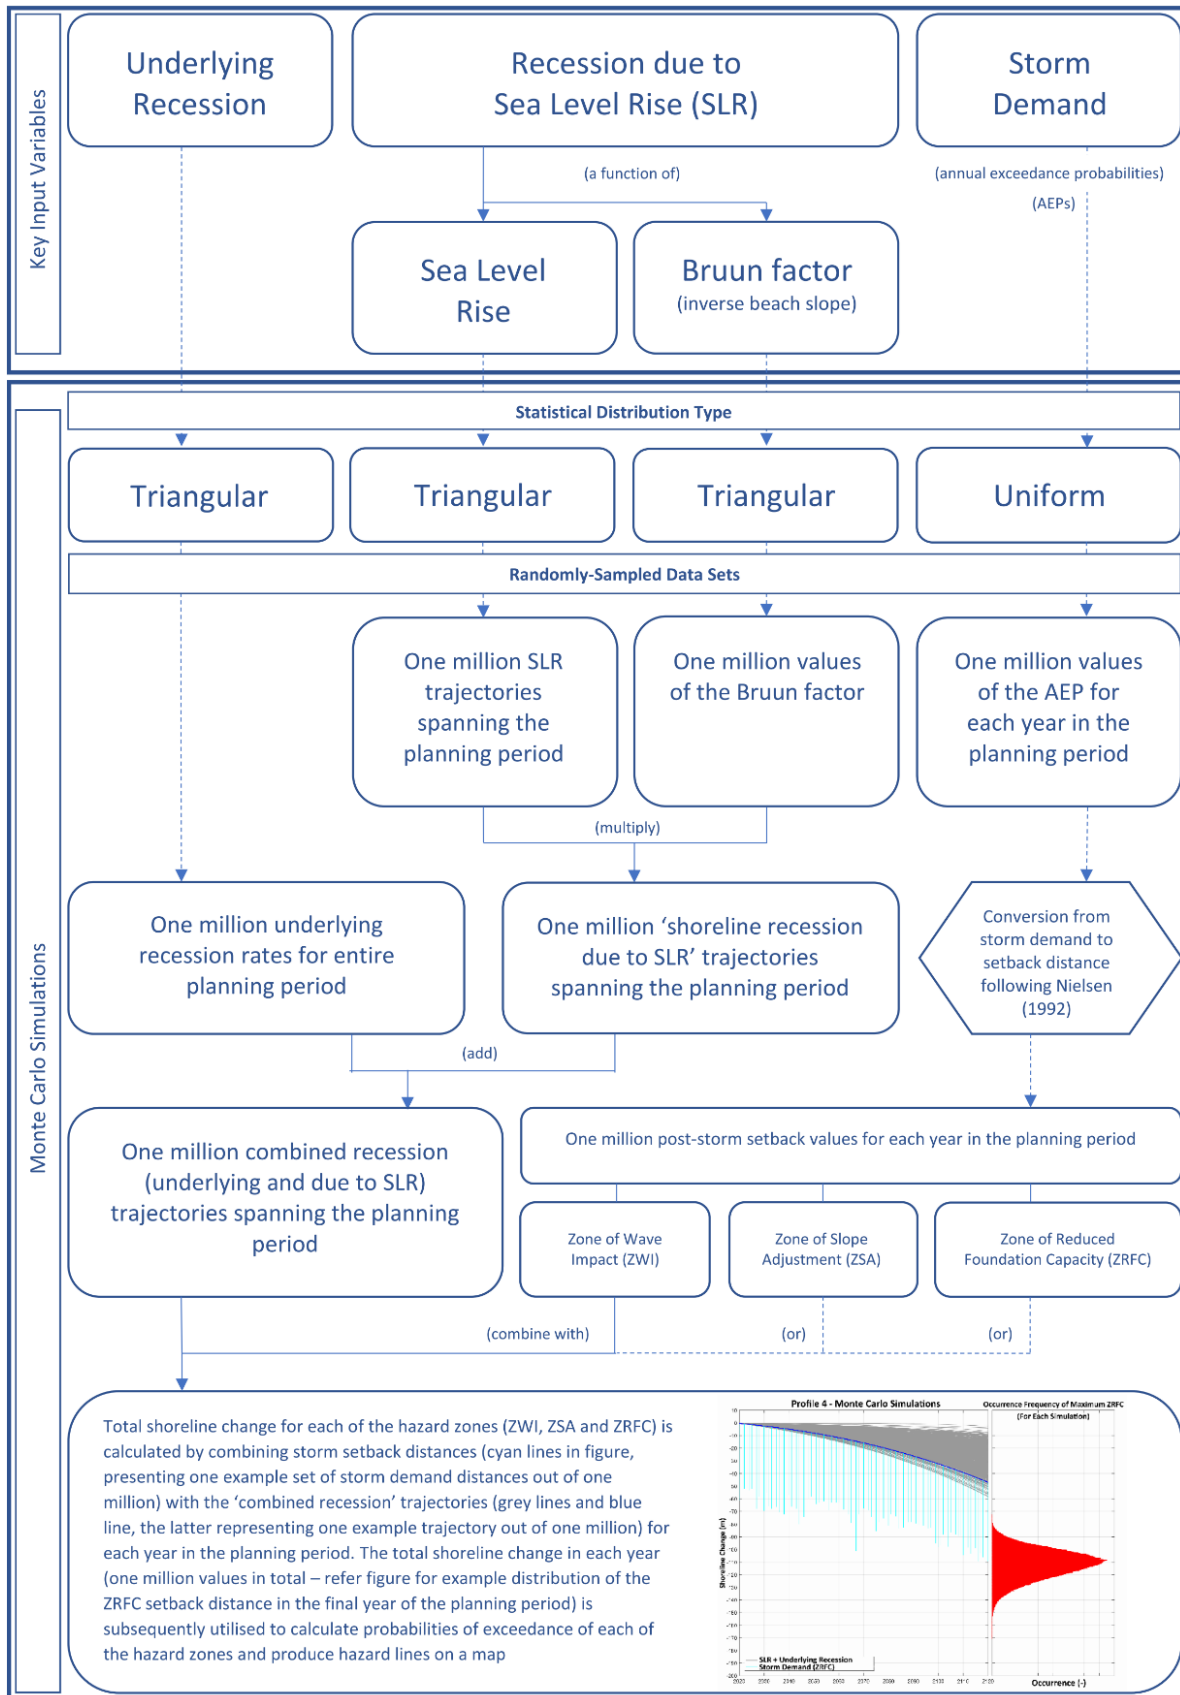 Key Input Variables
Underlying
Recession
Recession due to
Sea Level Rise (SLR)
Storm
Demand
(a function of)
(annual exceedance probabilities)
(AEPs)
Sea Level
Rise
Bruun factor
(inverse beach slope)
Monte Carlo Simulations
Statistical Distribution Type
Triangular
Triangular
Triangular
Uniform
Randomly-Sampled Data Sets
One million SLR
trajectories
spanning the
planning period
One million values
of the Bruun factor
One million values
of the AEP for
each year in the
planning period
(multiply)
One million underlying
recession rates for entire
planning period
One million ‘shoreline recession
due to SLR’ trajectories
spanning the planning period
Conversion from
storm demand to
setback distance
following Nielsen
(1992)
(add)
One million combined recession
(underlying and due to SLR)
trajectories spanning the planning
period
One million post-storm setback values for each year in the planning period
Zone of Wave
Impact (ZWI)
Zone of Slope
Adjustment (ZSA)
Zone of Reduced
Foundation Capacity (ZRFC)
(combine with)
(or)
(or)
Total shoreline change for each of the hazard zones (ZWI, ZSA and ZRFC) is
calculated by combining storm setback distances (cyan lines in figure,
presenting one example set of storm demand distances out of one
million) with the ‘combined recession’ trajectories (grey lines and blue
line, the latter representing one example trajectory out of one million) for
each year in the planning period. The total shoreline change in each year
(one million values in total – refer figure for example distribution of the
ZRFC setback distance in the final year of the planning period) is
subsequently utilised to calculate probabilities of exceedance of each of
the hazard zones and produce hazard lines on a map
Profile 4 - Monte Carlo Simulations
Occurrence Frequency of Maximum ZRFC
(For Each Simulation)
Shoreline Change (m)
SLR + Underlying Recession
Storm Demand (ZRFC)
Occurrence (-)